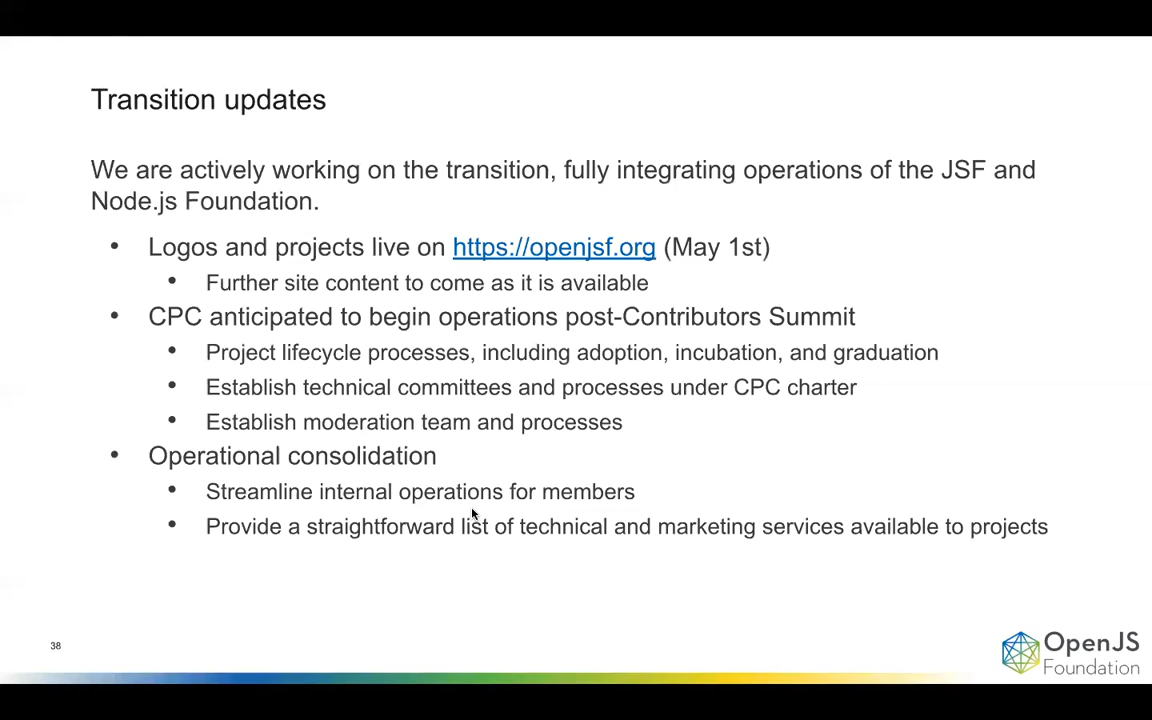 Transition updates
We are actively working on the transition, fully integrating operations of the JSF and
Node.js Foundation.
• Logos and projects live on https://openjsf.org (May 1st)
• Further site content to come as it is available
• CPC anticipated to begin operations post-Contributors Summit
• Project lifecycle processes, including adoption, incubation, and graduation
• Establish technical committees and processes under CPC charter
• Establish moderation team and processes
• Operational consolidation
• Streamline internal operations for members
• Provide a straightforward list of technical and marketing services available to projects
38
OpenJS
Foundation